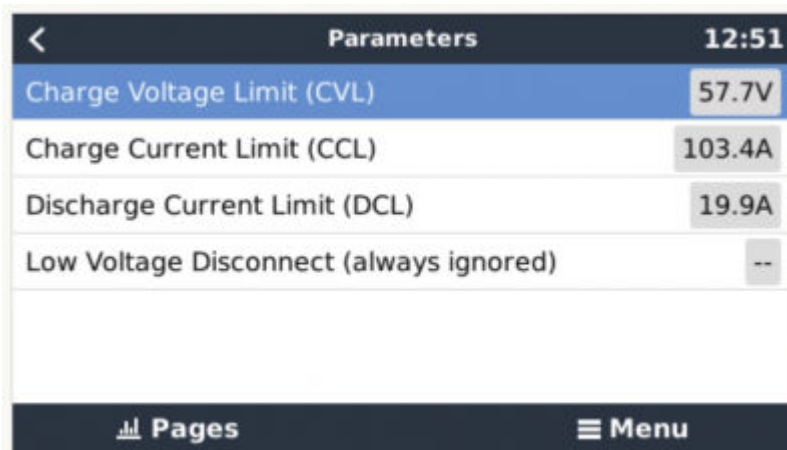 Parameters 12:51
Charge Voltage Limit (CVL) 57.7V
Charge Current Limit (CCL) 103.4A
Discharge Current Limit (DCL) 19.9A
Low Voltage Disconnect (always ignored) --
Pages Menu